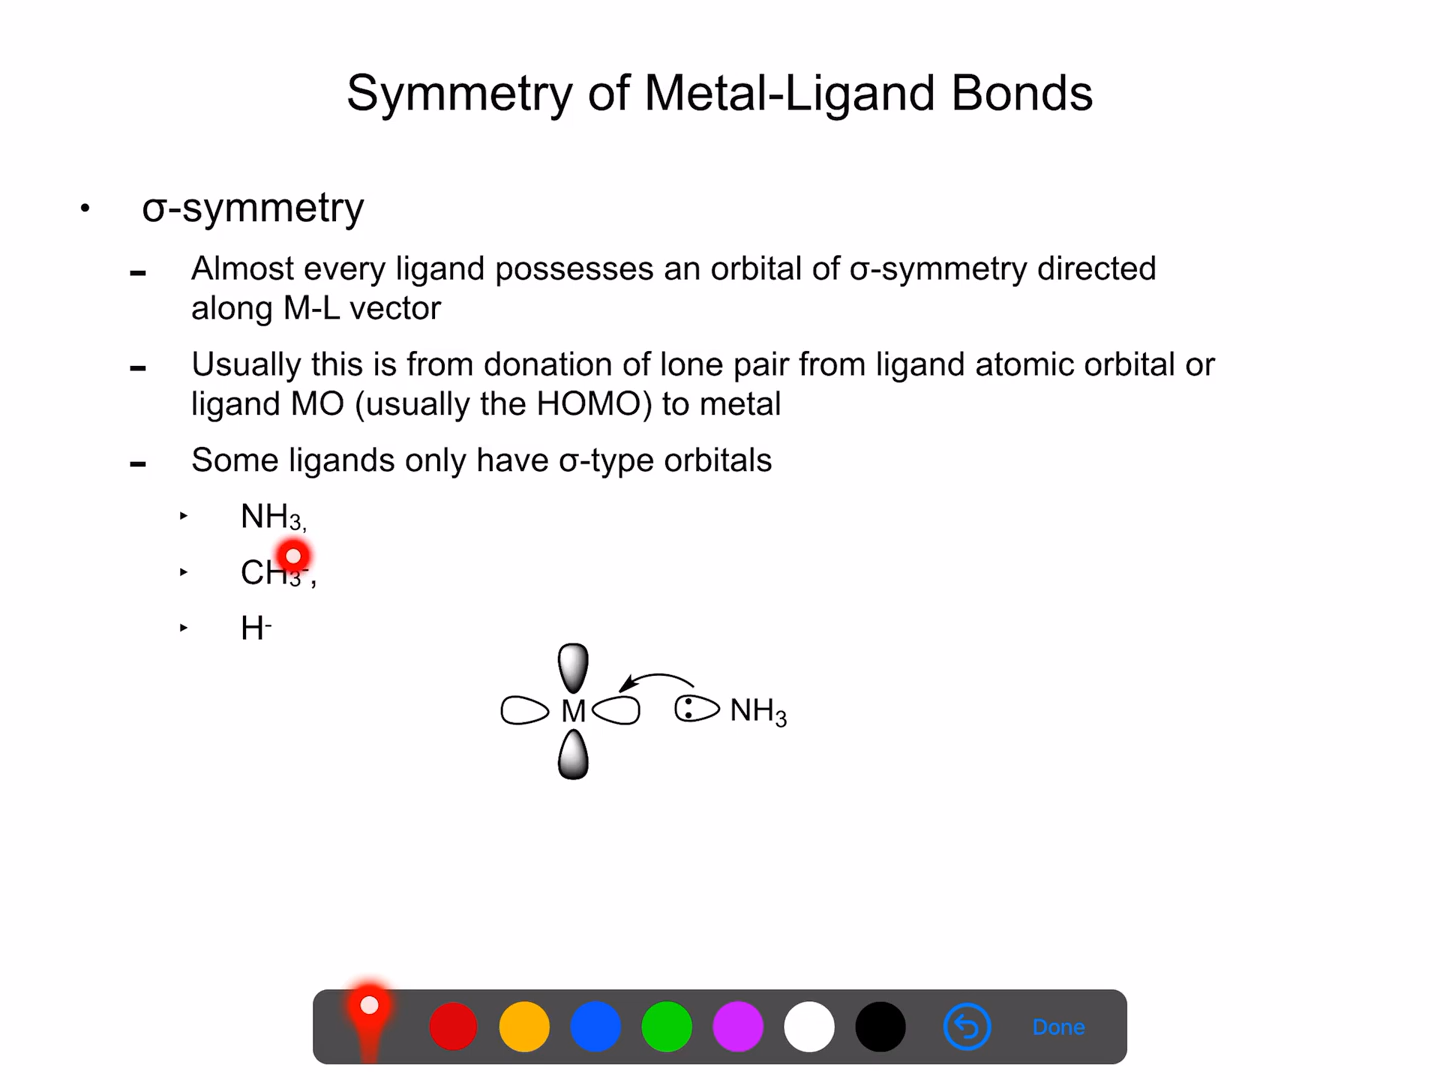 Symmetry of Metal-Ligand Bonds
• σ-symmetry
- Almost every ligand possesses an orbital of σ-symmetry directed
along M-L vector
- Usually this is from donation of lone pair from ligand atomic orbital or
ligand MO (usually the HOMO) to metal
- Some ligands only have σ-type orbitals
‣ NH₃,
‣ CH₃⁻,
‣ H⁻
M : NH₃
Done